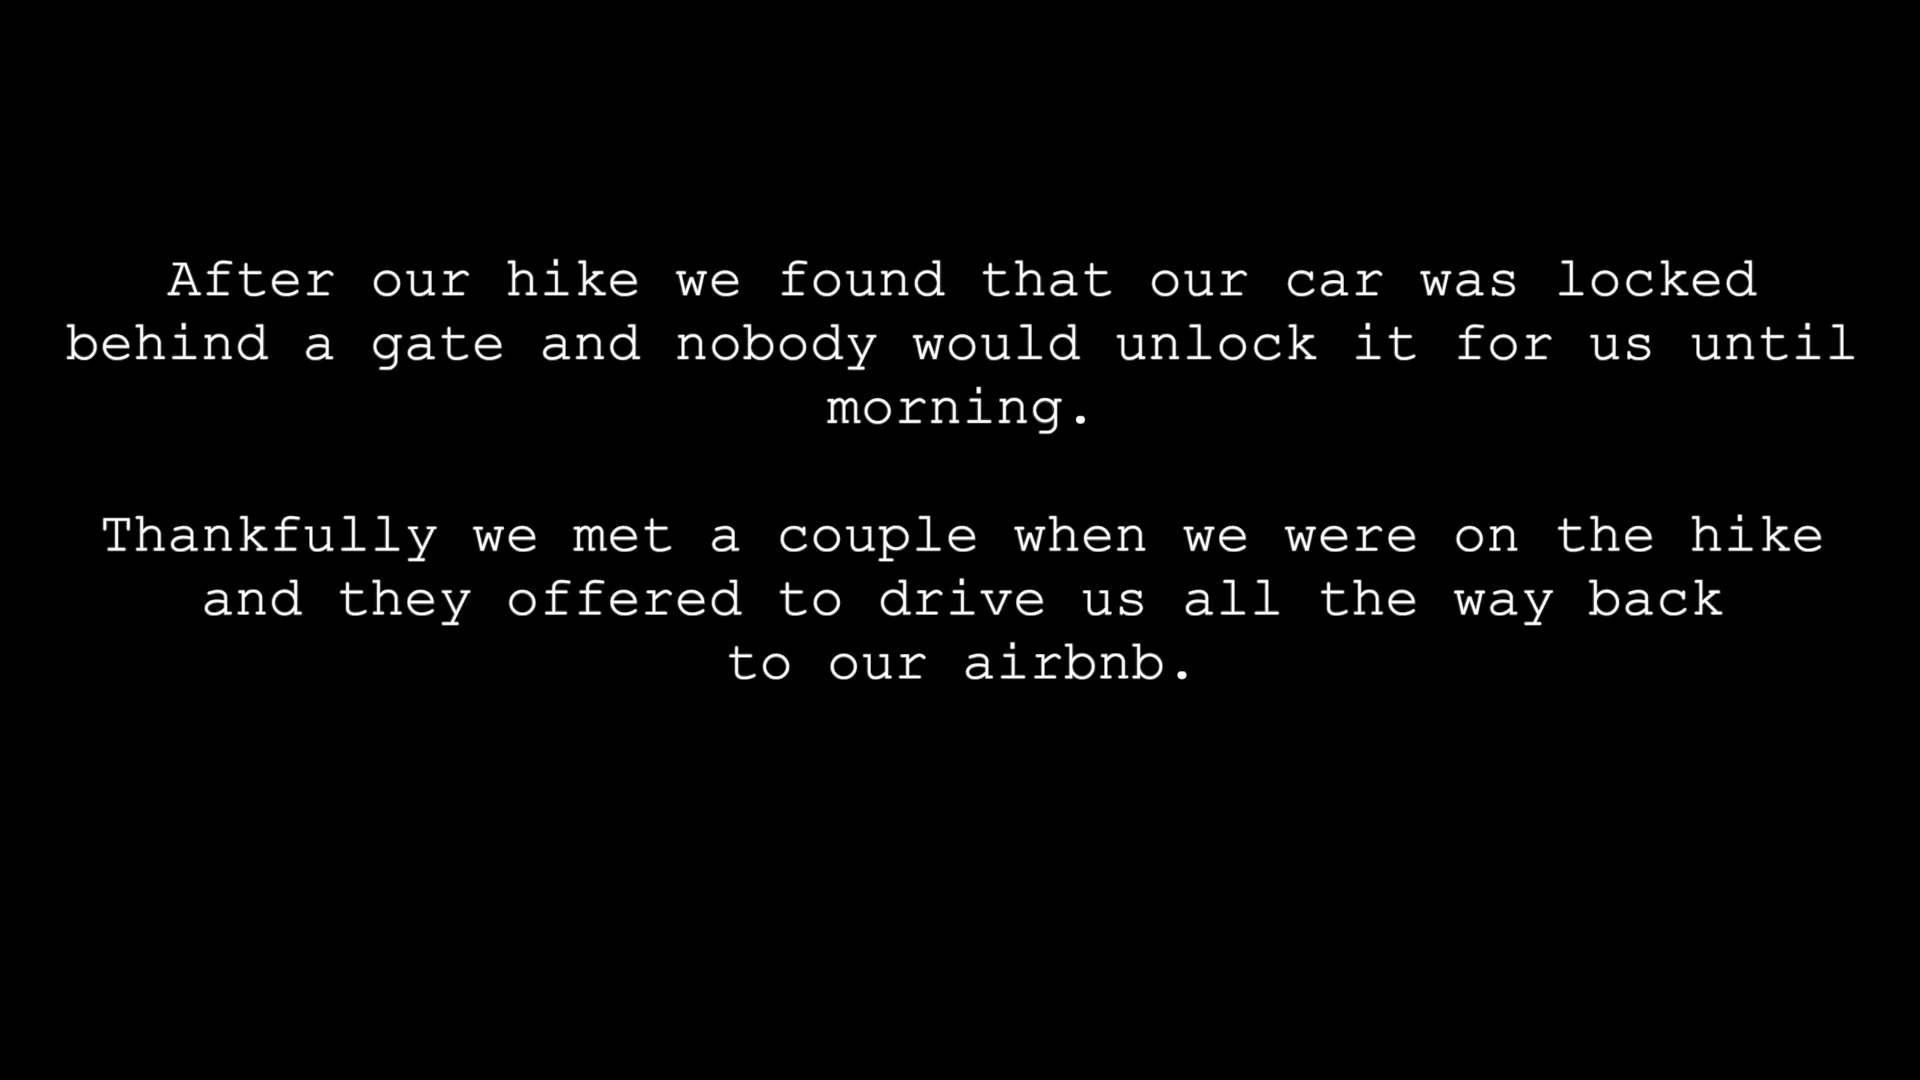 After our hike we found that our car was locked
behind a gate and nobody would unlock it for us until
morning.
Thankfully we met a couple when we were on the hike
and they offered to drive us all the way back
to our airbnb.